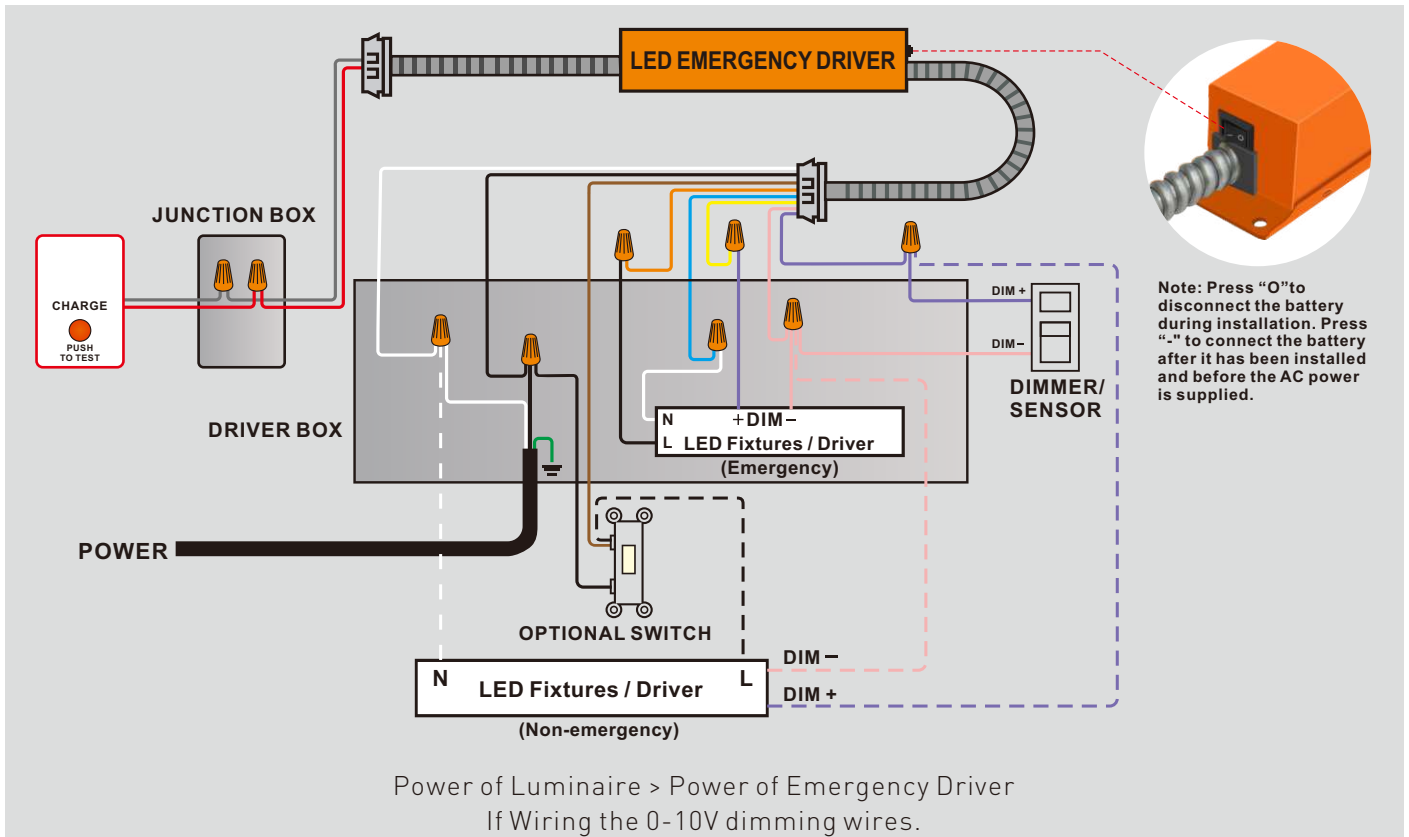 LED EMERGENCY DRIVER
JUNCTION BOX
CHARGE
PUSH
TO TEST
DRIVER BOX
DIM +
DIM−
DIMMER/
SENSOR
N
+DIM−
L
LED Fixtures / Driver
(Emergency)
POWER
OPTIONAL SWITCH
N
LED Fixtures / Driver
L
(Non-emergency)
DIM −
DIM +
Note: Press “O”to
disconnect the battery
during installation. Press
“-" to connect the battery
after it has been installed
and before the AC power
is supplied.
Power of Luminaire > Power of Emergency Driver
If Wiring the 0-10V dimming wires.